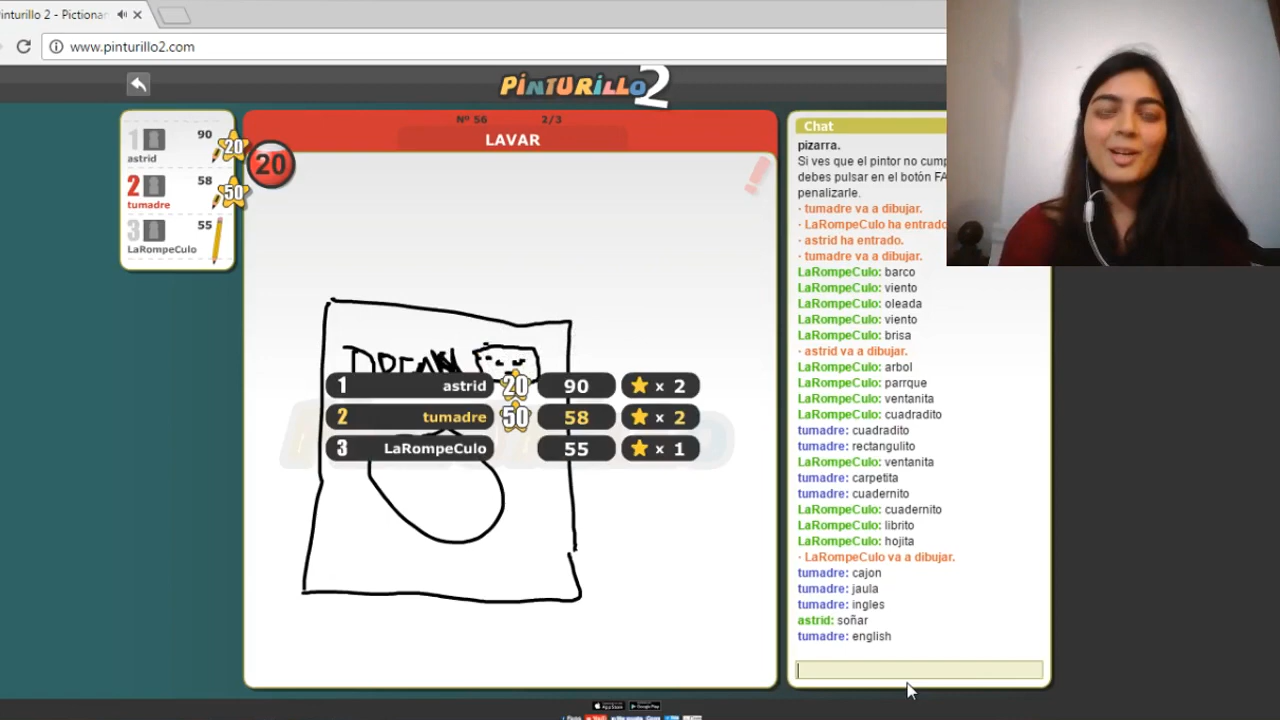 Pinturillo 2 - Pictionar
www.pinturillo2.com
PINTURILLO 2
1 90 20
astrid
2 58 50
tumadre
3 55
LaRompeCulo
20
Nº 56 2/3
LAVAR
DREAM
1 astrid 20 90 x 2
2 tumadre 50 58 x 2
3 LaRompeCulo 55 x 1
Chat
pizarra.
Si ves que el pintor no cump
debes pulsar en el botón FA
penalizarle.
· tumadre va a dibujar.
· LaRompeCulo ha entrado
· astrid ha entrado.
· tumadre va a dibujar.
LaRompeCulo: barco
LaRompeCulo: viento
LaRompeCulo: oleada
LaRompeCulo: viento
LaRompeCulo: brisa
· astrid va a dibujar.
LaRompeCulo: arbol
LaRompeCulo: parrque
LaRompeCulo: ventanita
LaRompeCulo: cuadradito
tumadre: cuadradito
tumadre: rectangulito
LaRompeCulo: ventanita
tumadre: carpetita
tumadre: cuadernito
LaRompeCulo: cuadernito
LaRompeCulo: librito
LaRompeCulo: hojita
· LaRompeCulo va a dibujar.
tumadre: cajon
tumadre: jaula
tumadre: ingles
astrid: soñar
tumadre: english